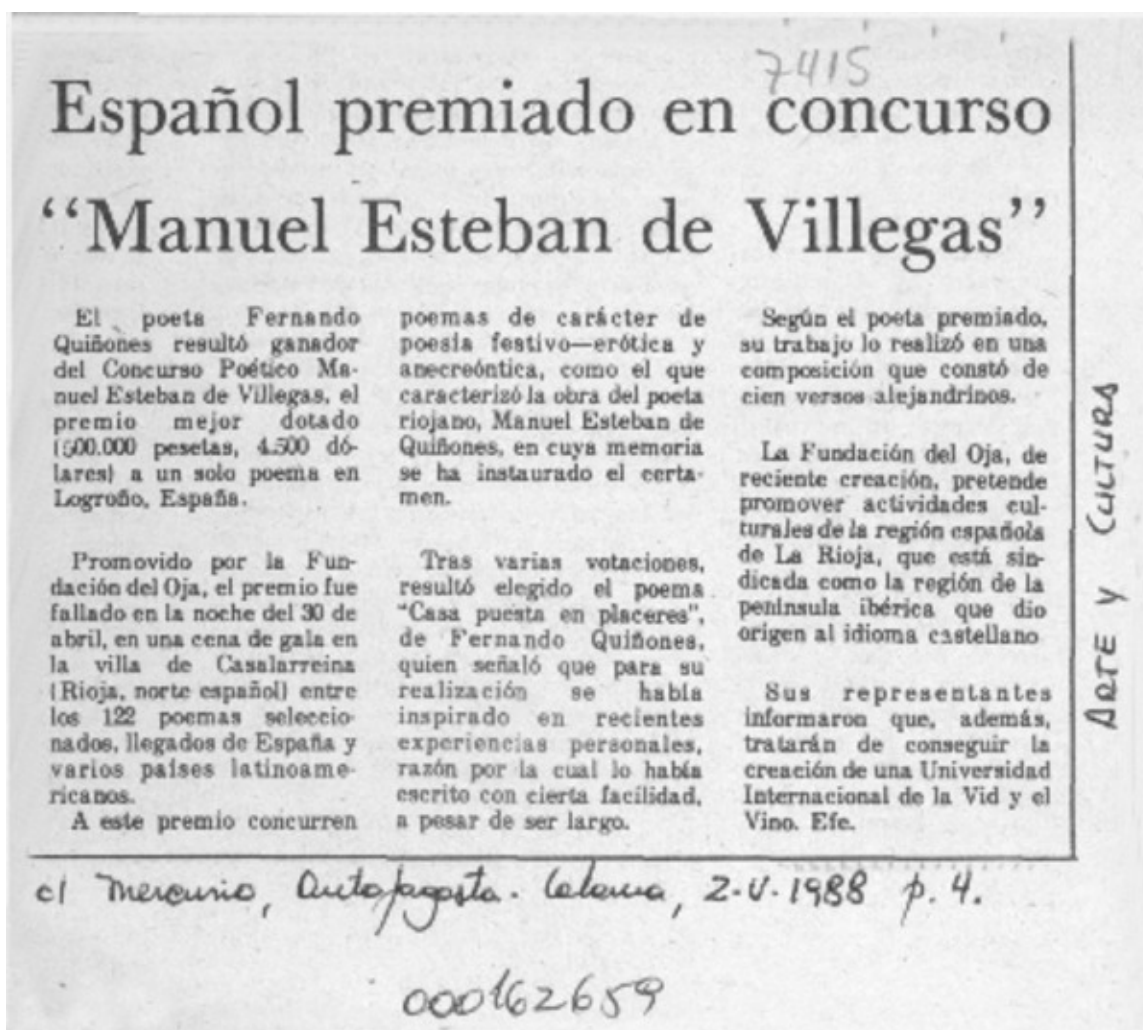 7415
Español premiado en concurso
“Manuel Esteban de Villegas”
El poeta Fernando
Quiñones resultó ganador
del Concurso Poético Ma-
nuel Esteban de Villegas, el
premio mejor dotado
(500.000 pesetas, 4.500 dó-
lares) a un solo poema en
Logroño, España.
Promovido por la Fun-
dación del Oja, el premio fue
fallado en la noche del 30 de
abril, en una cena de gala en
la villa de Casalarreina
(Rioja, norte español) entre
los 122 poemas seleccio-
nados, llegados de España y
varios países latinoame-
ricanos.
A este premio concurren
poemas de carácter de
poesía festivo—erótica y
anecreóntica, como el que
caracterizó la obra del poeta
riojano, Manuel Esteban de
Quiñones, en cuya memoria
se ha instaurado el certa-
men.
Tras varias votaciones,
resultó elegido el poema
“Casa puesta en placeres”,
de Fernando Quiñones,
quien señaló que para su
realización se había
inspirado en recientes
experiencias personales,
razón por la cual lo había
escrito con cierta facilidad,
a pesar de ser largo.
Según el poeta premiado,
su trabajo lo realizó en una
composición que constó de
cien versos alejandrinos.
La Fundación del Oja, de
reciente creación, pretende
promover actividades cul-
turales de la región española
de La Rioja, que está sin-
dicada como la región de la
península ibérica que dio
origen al idioma castellano
Sus representantes
informaron que, además,
tratarán de conseguir la
creación de una Universidad
Internacional de la Vid y el
Vino. Efe.
ARTE Y CULTURA
el Mercurio, Antofagasta. Calama, 2-V-1988 p. 4.
000162659